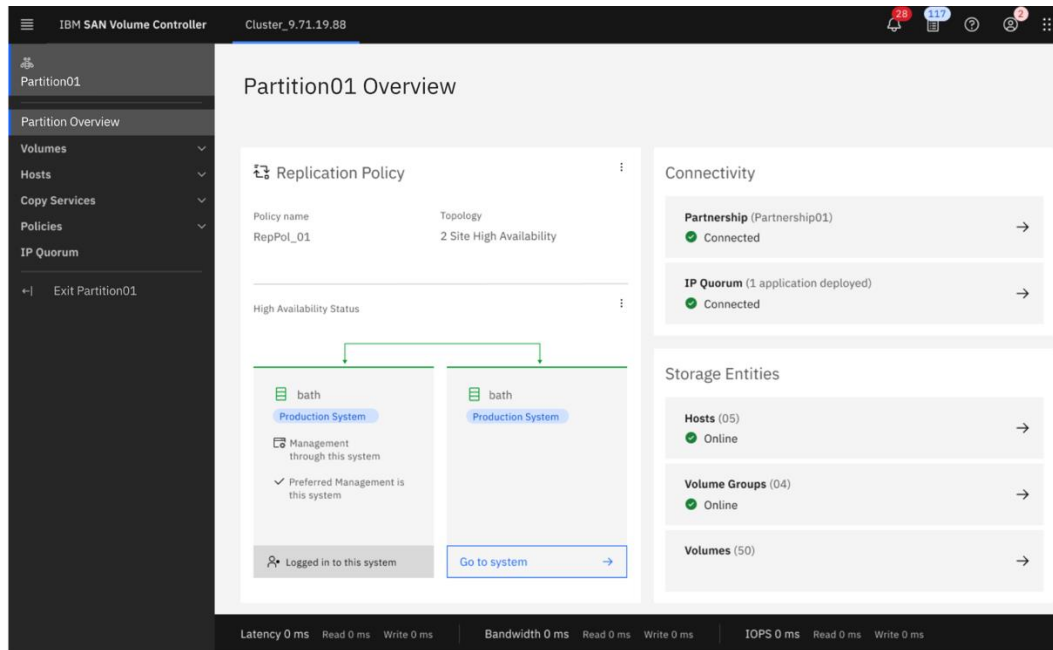 IBM SAN Volume Controller
Cluster_9.71.19.88
28
117
2
Partition01
Partition Overview
Volumes
Hosts
Copy Services
Policies
IP Quorum
Exit Partition01
Partition01 Overview
Replication Policy
Policy name
Topology
RepPol_01
2 Site High Availability
High Availability Status
bath
Production System
Management
through this system
Preferred Management is
this system
Logged in to this system
bath
Production System
Go to system
Connectivity
Partnership (Partnership01)
Connected
IP Quorum (1 application deployed)
Connected
Storage Entities
Hosts (05)
Online
Volume Groups (04)
Online
Volumes (50)
Latency 0 ms Read 0 ms Write 0 ms
Bandwidth 0 ms Read 0 ms Write 0 ms
IOPS 0 ms Read 0 ms Write 0 ms